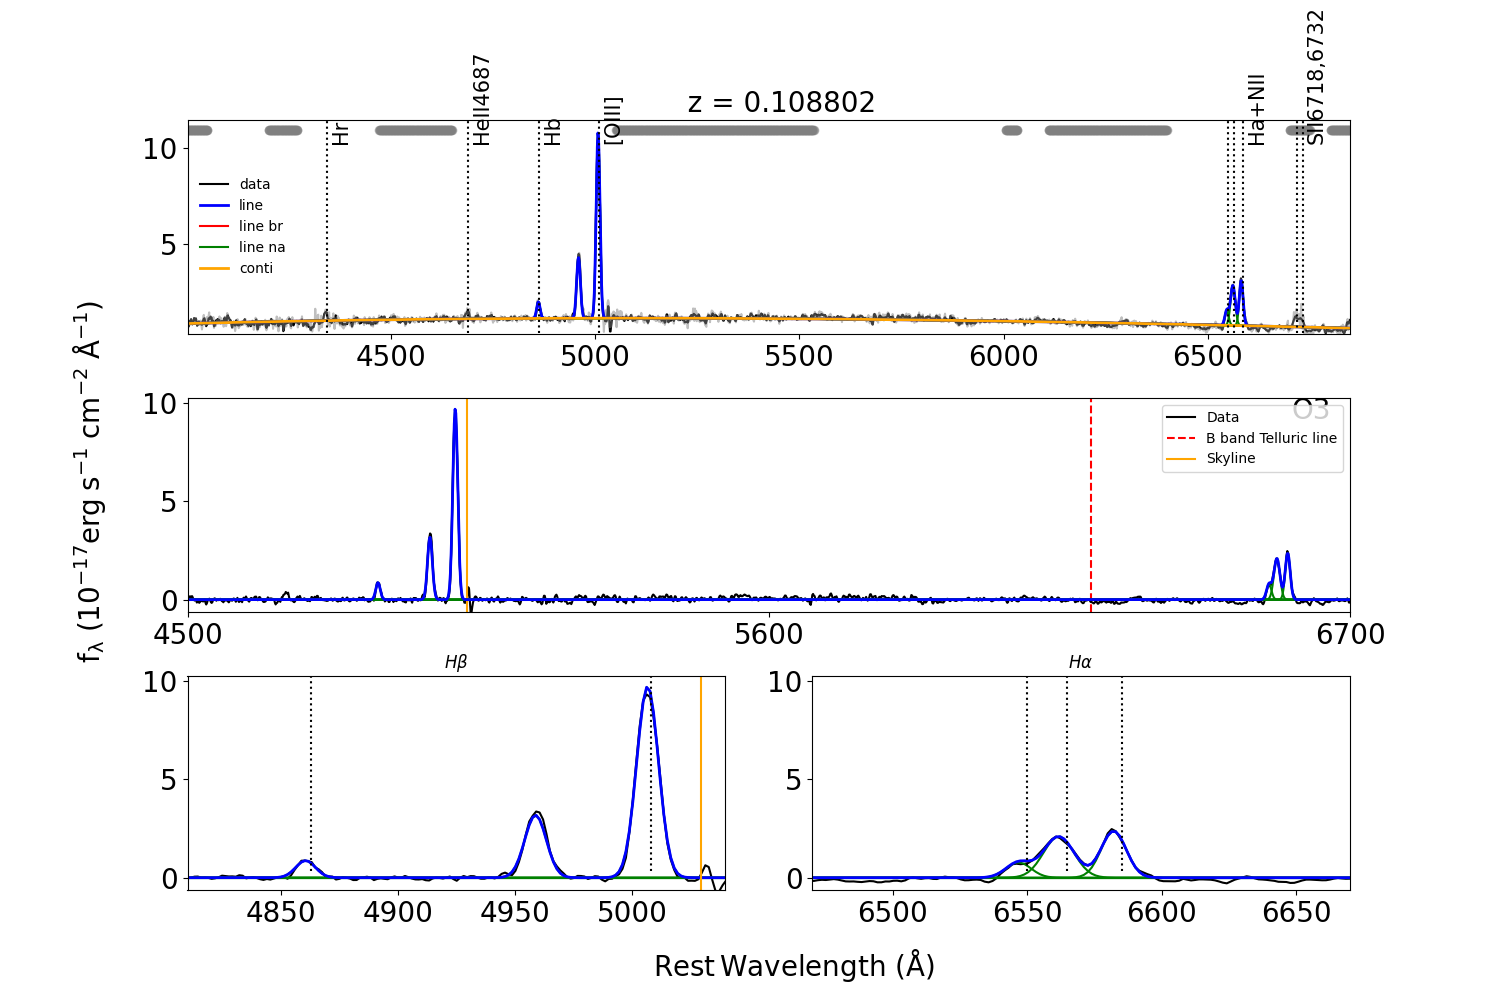 z = 0.108802
Hr
HeII4687
Hb
[OIII]
Ha+NII
SII6718,6732
10
5
data
line
line br
line na
conti
4500 5000 5500 6000 6500
fλ (10−17erg s−1 cm−2 Å−1)
10
5
0
O3
Data
B band Telluric line
Skyline
4500 5600 6700
Hβ
10
5
0
4850 4900 4950 5000
Hα
10
5
0
6500 6550 6600 6650
Rest Wavelength (Å)